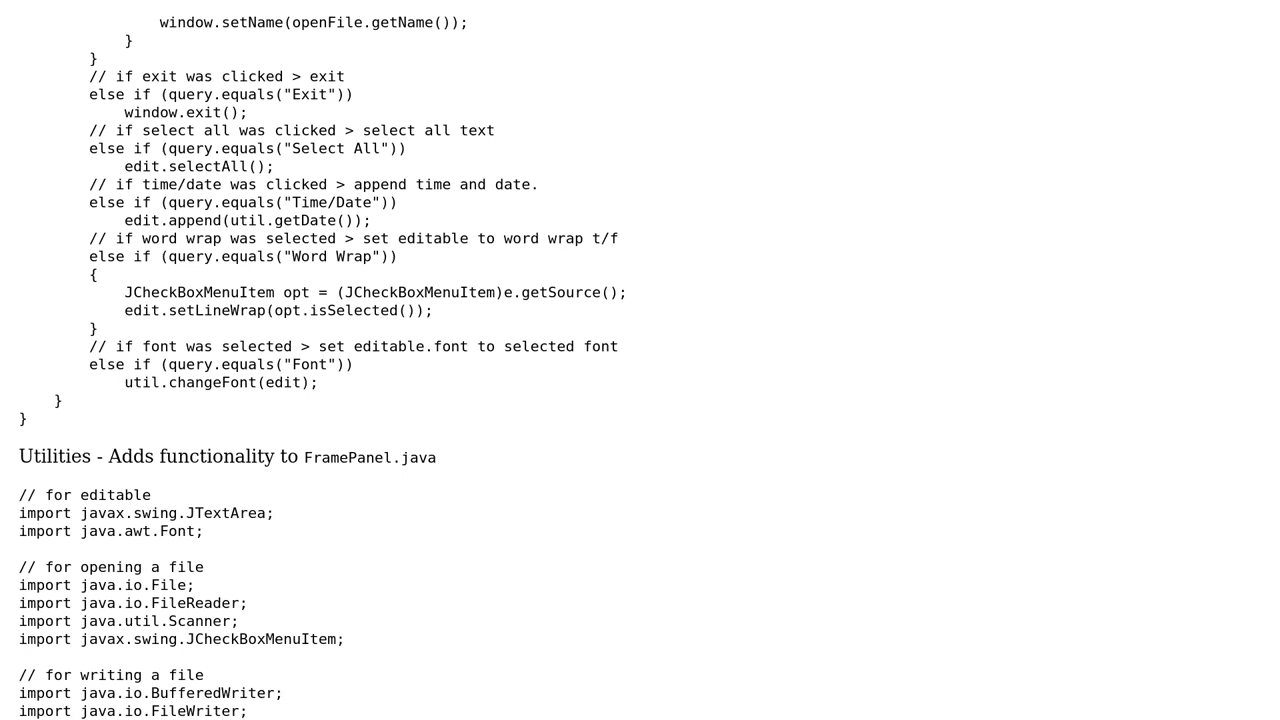 window.setName(openFile.getName());
            }
        }
        // if exit was clicked > exit
        else if (query.equals("Exit"))
            window.exit();
        // if select all was clicked > select all text
        else if (query.equals("Select All"))
            edit.selectAll();
        // if time/date was clicked > append time and date.
        else if (query.equals("Time/Date"))
            edit.append(util.getDate());
        // if word wrap was selected > set editable to word wrap t/f
        else if (query.equals("Word Wrap"))
        {
            JCheckBoxMenuItem opt = (JCheckBoxMenuItem)e.getSource();
            edit.setLineWrap(opt.isSelected());
        }
        // if font was selected > set editable.font to selected font
        else if (query.equals("Font"))
            util.changeFont(edit);
    }
}
Utilities - Adds functionality to FramePanel.java
// for editable
import javax.swing.JTextArea;
import java.awt.Font;

// for opening a file
import java.io.File;
import java.io.FileReader;
import java.util.Scanner;
import javax.swing.JCheckBoxMenuItem;

// for writing a file
import java.io.BufferedWriter;
import java.io.FileWriter;